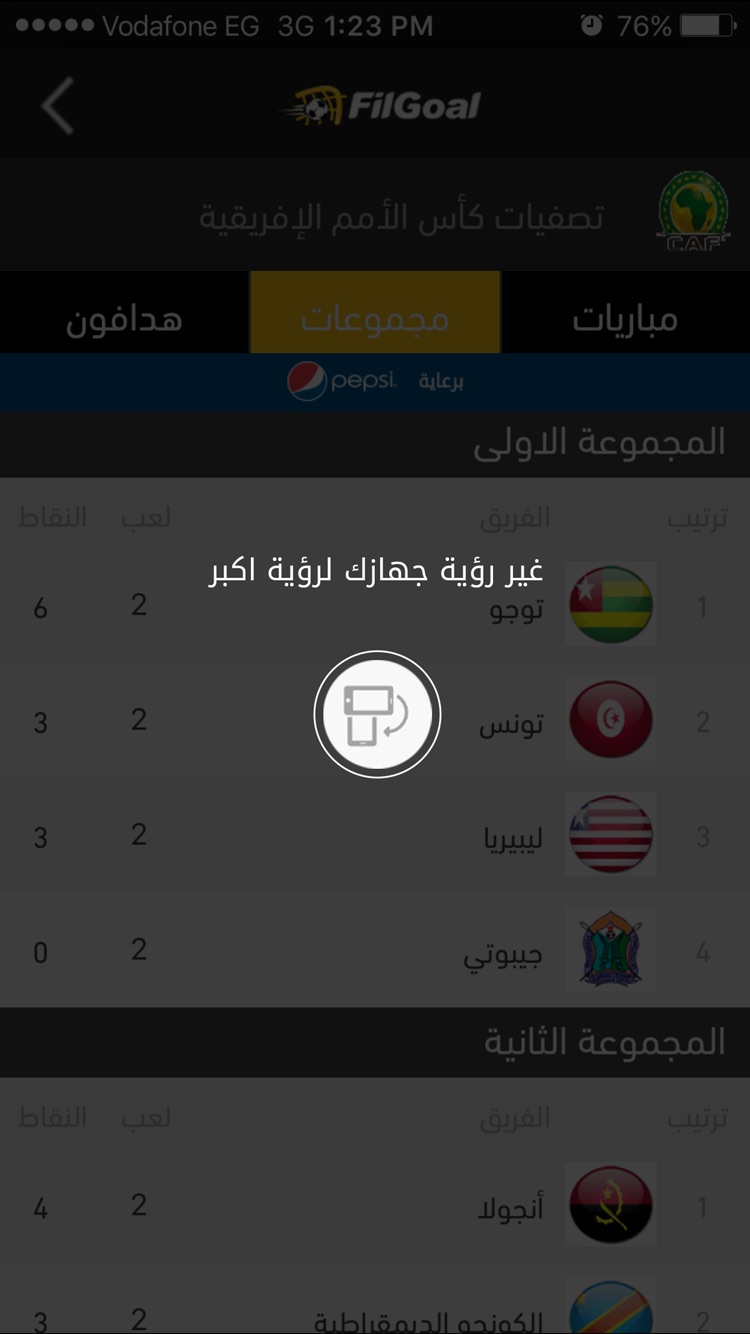 Vodafone EG 3G 1:23 PM 76%
FilGoal
تصفيات كأس الأمم الإفريقية
CAF
مباريات مجموعات هدافون
برعاية pepsi.
المجموعة الاولى
ترتيب الفريق لعب النقاط
غير رؤية جهازك لرؤية اكبر
1 توجو 2 6
2 تونس 2 3
3 ليبيريا 2 3
4 جيبوتي 2 0
المجموعة الثانية
ترتيب الفريق لعب النقاط
1 أنجولا 2 4
2 الكونجو الديمقراطية 2 3